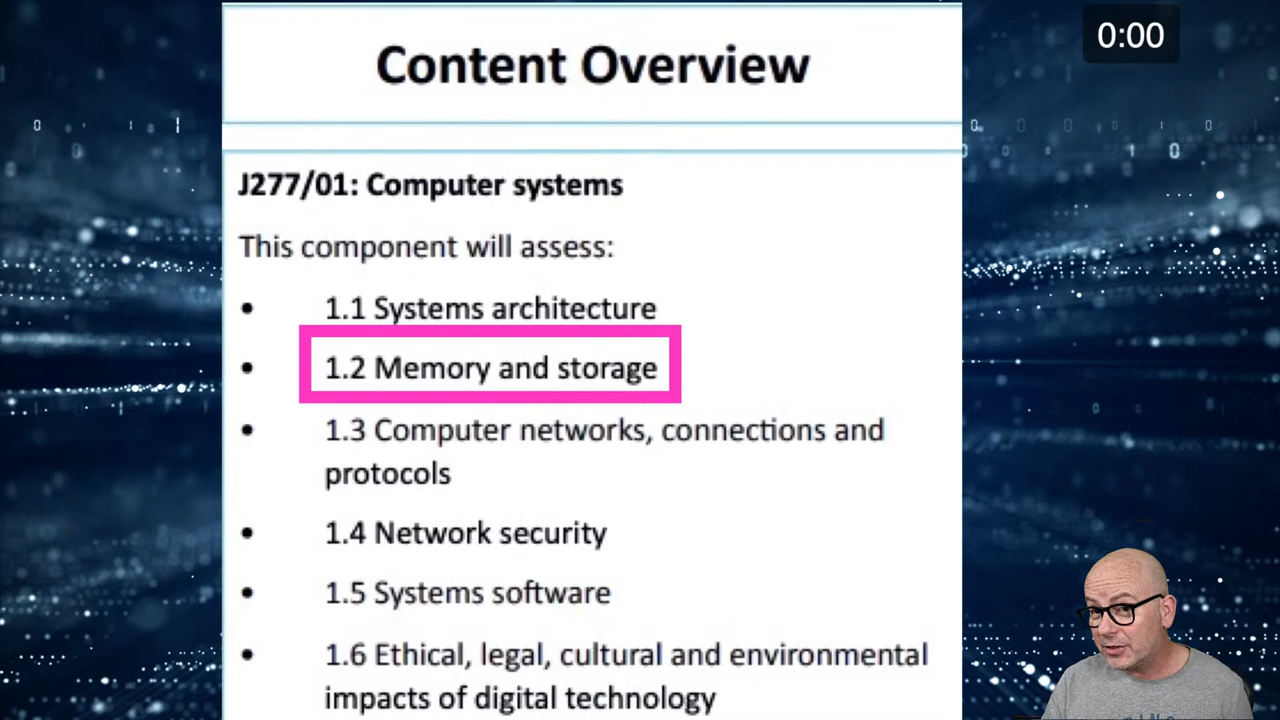 Content Overview
0:00
J277/01: Computer systems
This component will assess:
• 1.1 Systems architecture
• 1.2 Memory and storage
• 1.3 Computer networks, connections and
protocols
• 1.4 Network security
• 1.5 Systems software
• 1.6 Ethical, legal, cultural and environmental
impacts of digital technology